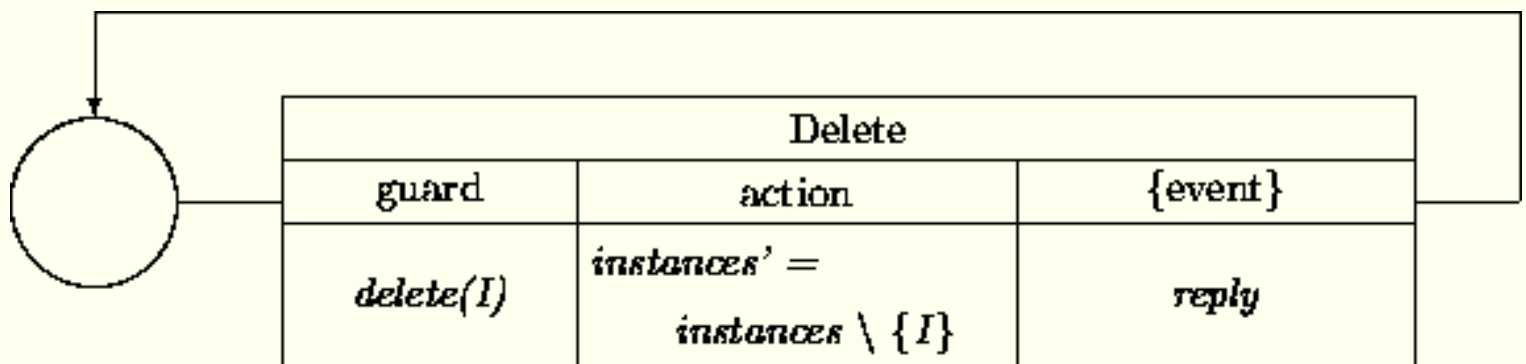 Delete
guard action {event}
delete(I) instances' = reply
instances \ {I}